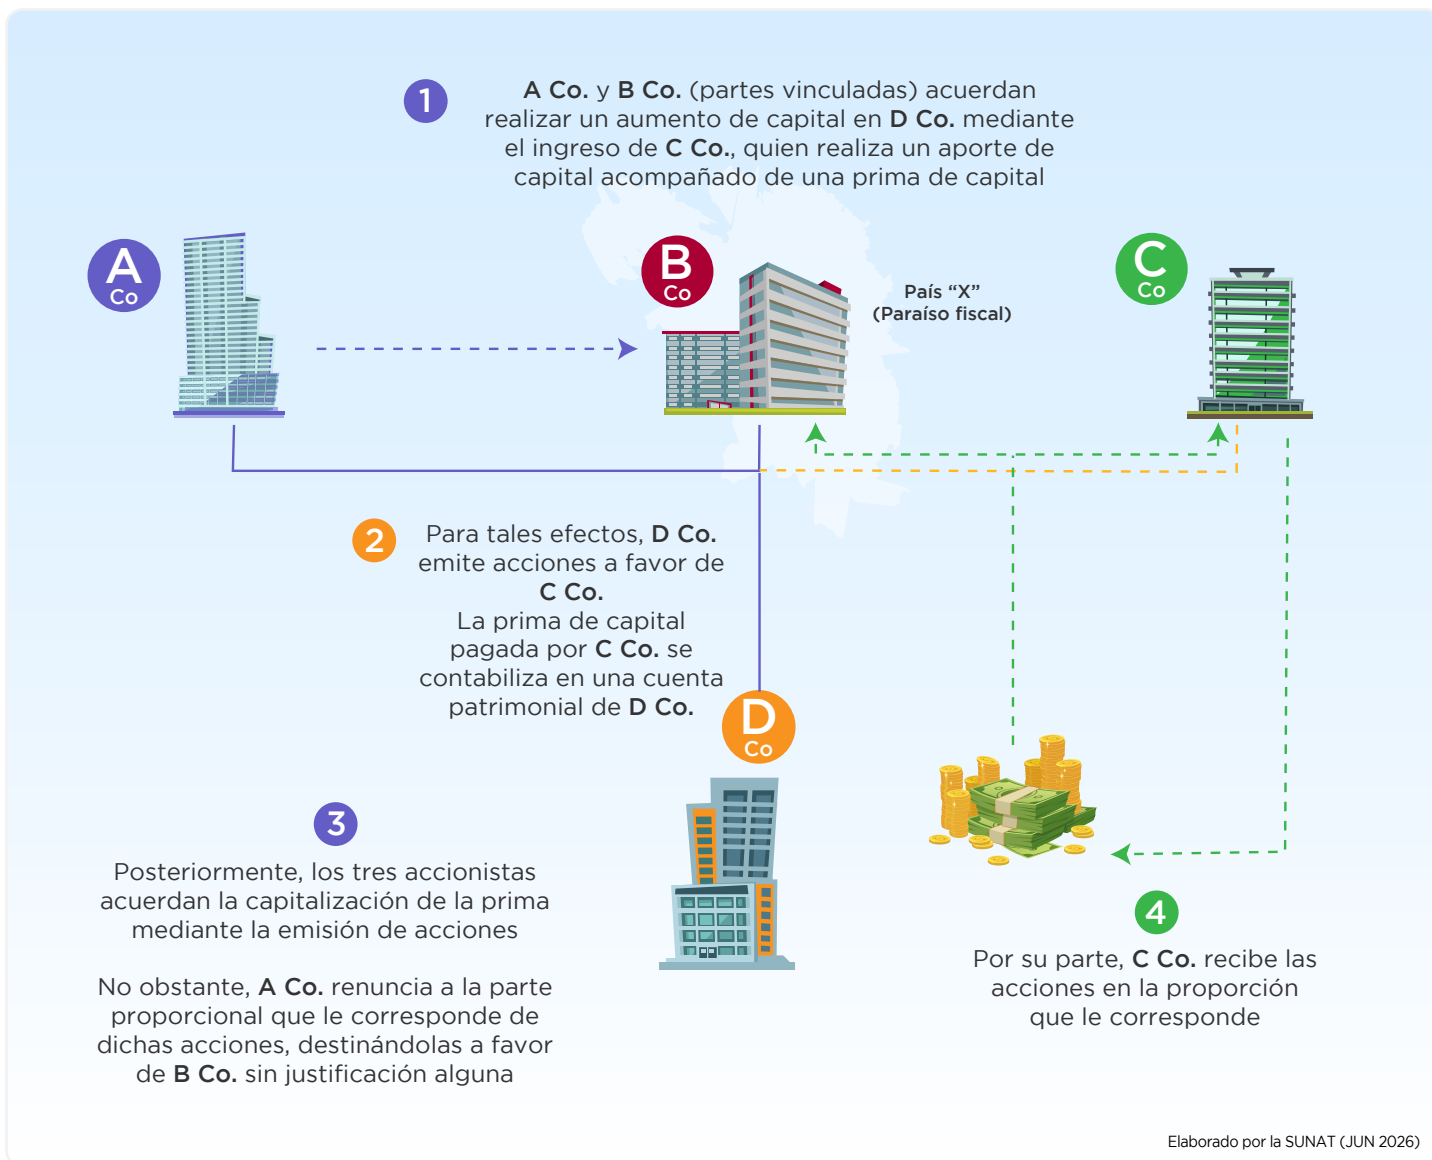 1
A Co. y B Co. (partes vinculadas) acuerdan
realizar un aumento de capital en D Co. mediante
el ingreso de C Co., quien realiza un aporte de
capital acompañado de una prima de capital
A
Co
B
Co
País “X”
(Paraíso fiscal)
C
Co
2
Para tales efectos, D Co.
emite acciones a favor de
C Co.
La prima de capital
pagada por C Co. se
contabiliza en una cuenta
patrimonial de D Co.
D
Co
3
Posteriormente, los tres accionistas
acuerdan la capitalización de la prima
mediante la emisión de acciones
No obstante, A Co. renuncia a la parte
proporcional que le corresponde de
dichas acciones, destinándolas a favor
de B Co. sin justificación alguna
4
Por su parte, C Co. recibe las
acciones en la proporción
que le corresponde
Elaborado por la SUNAT (JUN 2026)